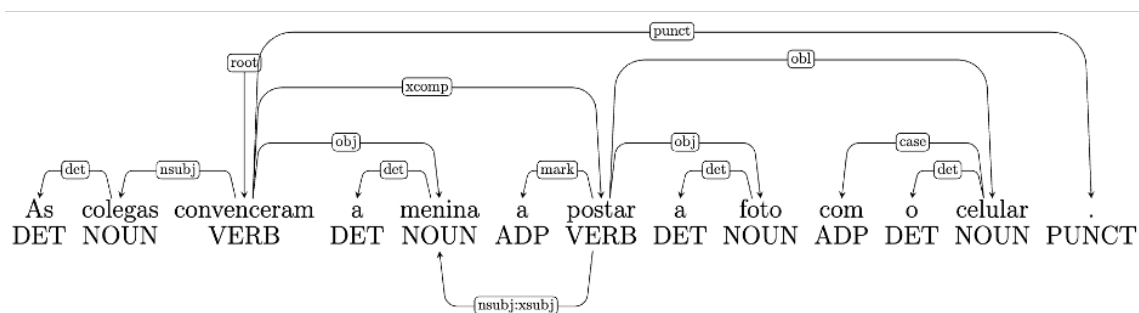 punct
root
obl
xcomp
obj
obj
case
det
nsubj
det
mark
det
det
As colegas convenceram a menina a postar a foto com o celular .
DET NOUN VERB DET NOUN ADP VERB DET NOUN ADP DET NOUN PUNCT
nsubj:xsubj